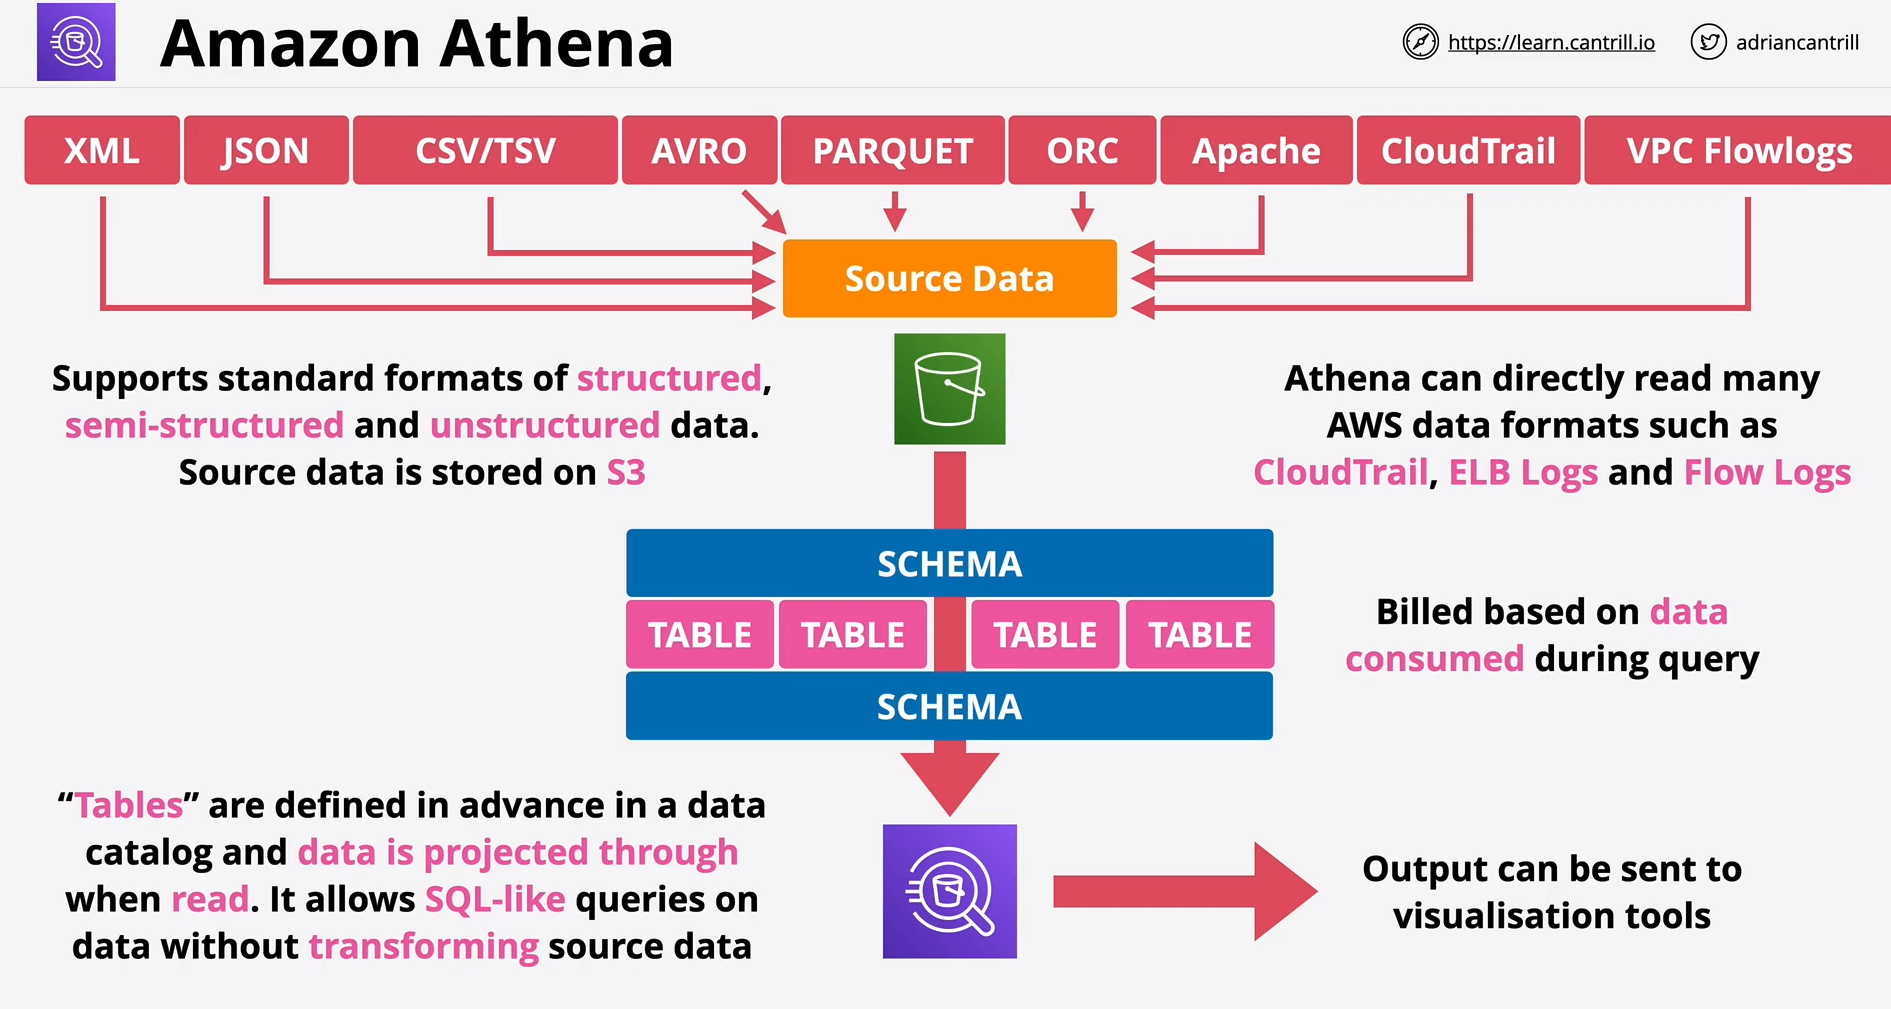 Amazon Athena
https://learn.cantrill.io
adriancantrill
XML
JSON
CSV/TSV
AVRO
PARQUET
ORC
Apache
CloudTrail
VPC Flowlogs
Source Data
Supports standard formats of structured,
semi-structured and unstructured data.
Source data is stored on S3
Athena can directly read many
AWS data formats such as
CloudTrail, ELB Logs and Flow Logs
SCHEMA
TABLE
TABLE
TABLE
TABLE
SCHEMA
Billed based on data
consumed during query
“Tables” are defined in advance in a data
catalog and data is projected through
when read. It allows SQL-like queries on
data without transforming source data
Output can be sent to
visualisation tools